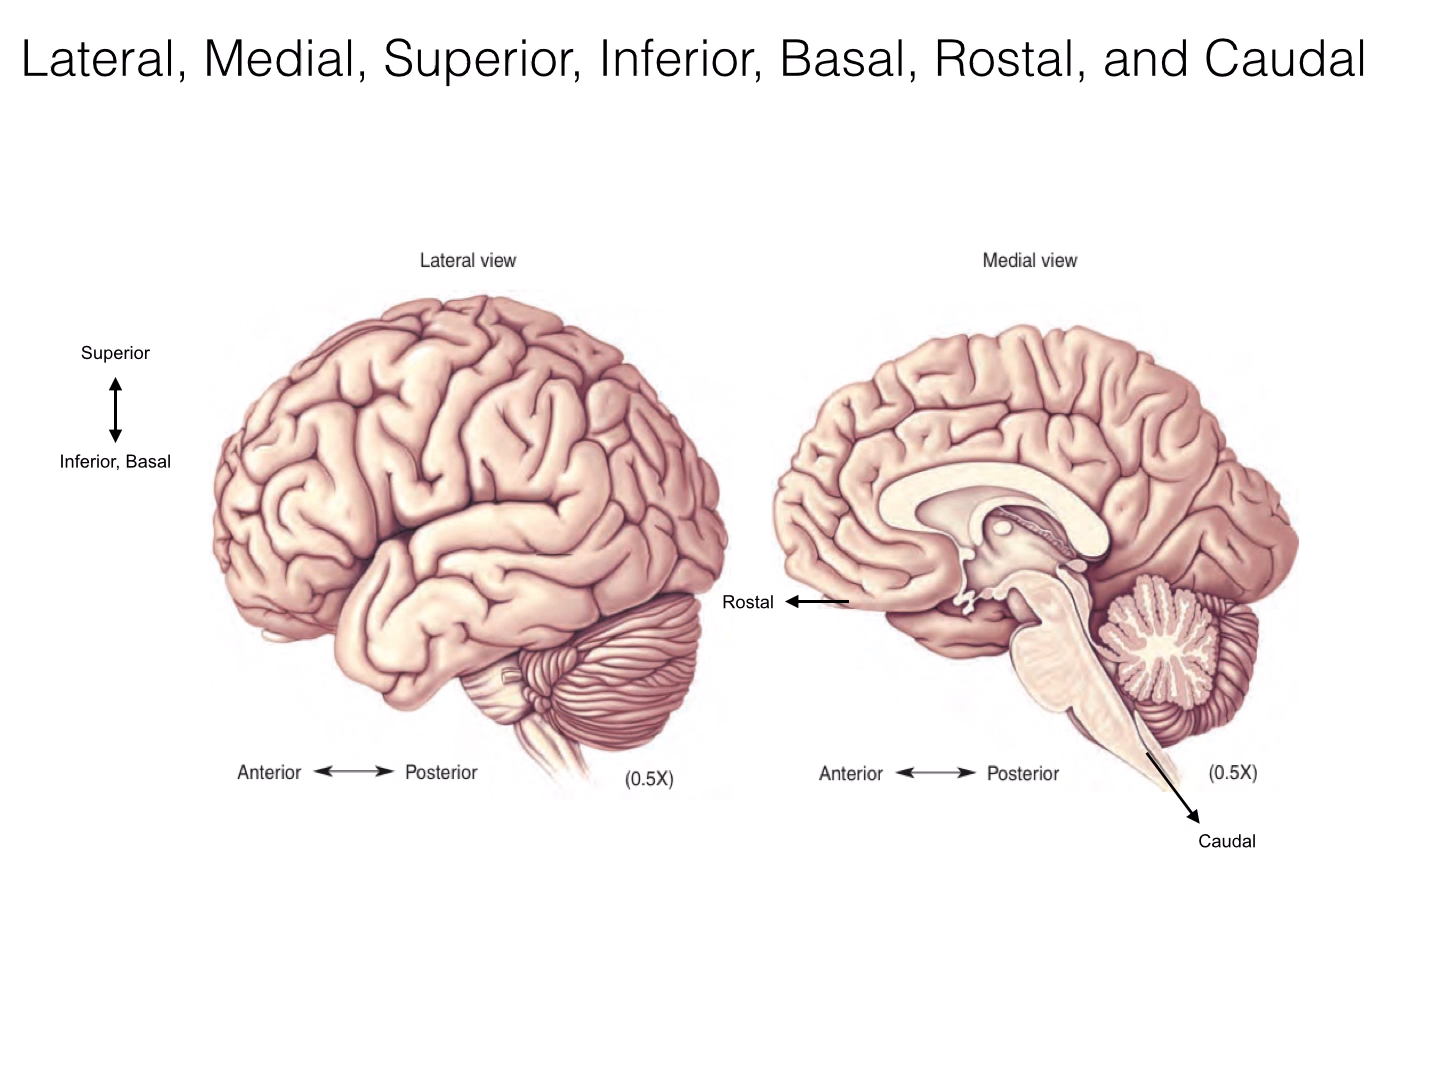 Lateral, Medial, Superior, Inferior, Basal, Rostal, and Caudal
Lateral view
Medial view
Superior
Inferior, Basal
Rostal
Anterior
Posterior
(0.5X)
Anterior
Posterior
(0.5X)
Caudal